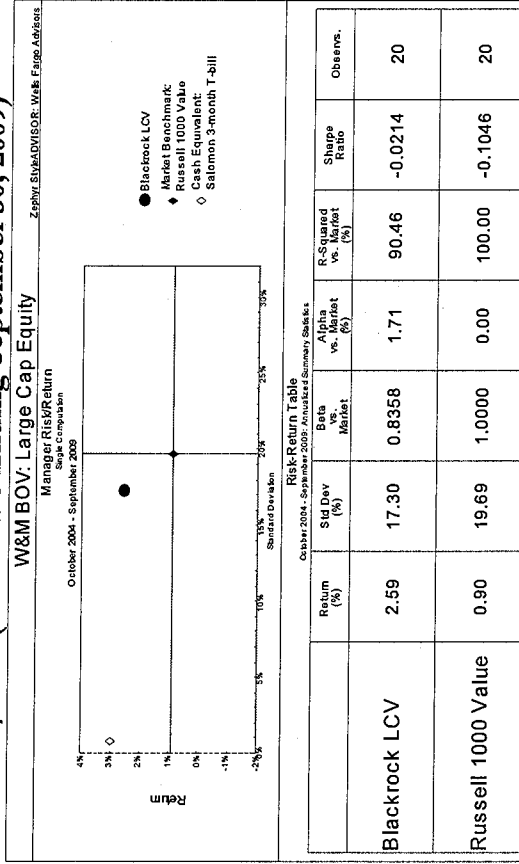 W&M BOV: Large Cap Equity
Zephyr StyleADVISOR: Wells Fargo Advisors
Manager Risk/Return
Single Computation
October 2004 - September 2009
4%
3%
2%
1%
0%
-1%
-2%
Return
0%
5%
10%
15%
20%
25%
30%
Standard Deviation
Blackrock LCV
Market Benchmark:
Russell 1000 Value
Cash Equivalent:
Salomon 3-month T-bill
Risk-Return Table
October 2004 - September 2009: Annualized Summary Statistics
Return (%) Std Dev (%) Beta vs. Market Alpha vs. Market (%) R-Squared vs. Market (%) Sharpe Ratio Observs.
Blackrock LCV 2.59 17.30 0.8358 1.71 90.46 -0.0214 20
Russell 1000 Value 0.90 19.69 1.0000 0.00 100.00 -0.1046 20